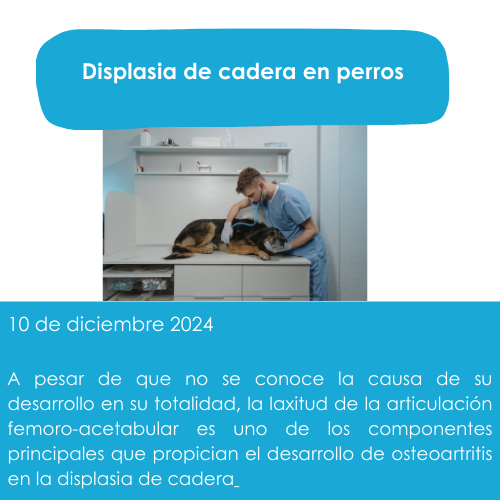 Displasia de cadera en perros
10 de diciembre 2024
A pesar de que no se conoce la causa de su
desarrollo en su totalidad, la laxitud de la articulación
femoro-acetabular es uno de los componentes
principales que propician el desarrollo de osteoartritis
en la displasia de cadera_